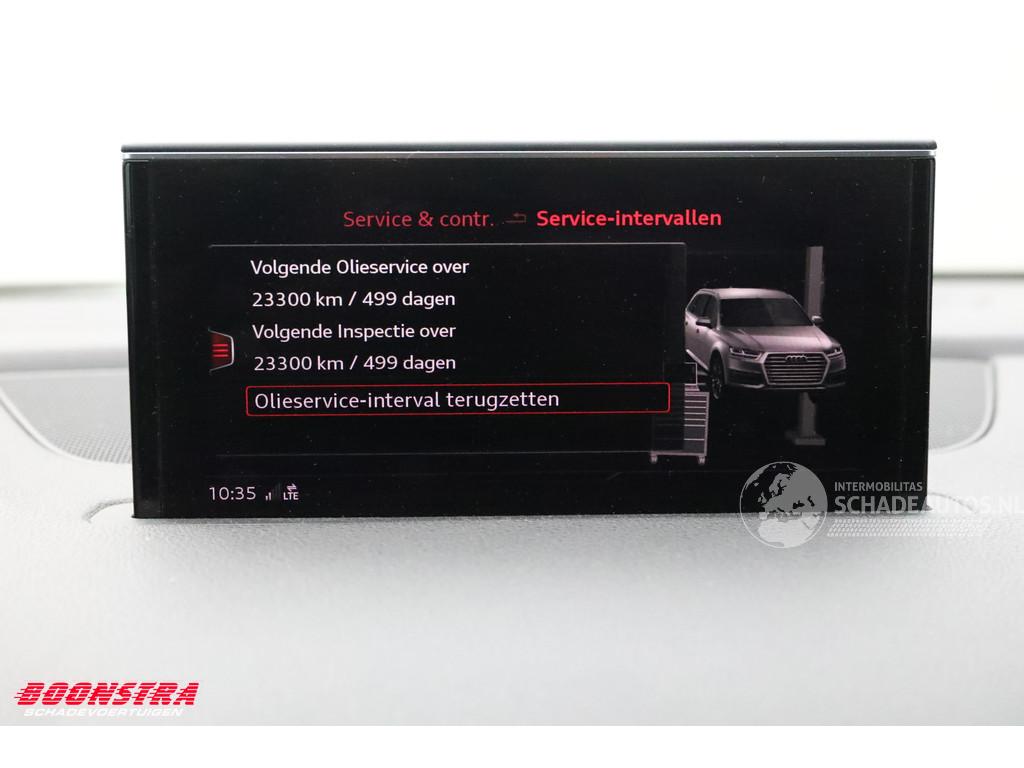 Service & contr. Service-intervallen
Volgende Olieservice over
23300 km / 499 dagen
Volgende Inspectie over
23300 km / 499 dagen
Olieservice-interval terugzetten
10:35 LTE
INTERMOBILITAS
SCHADEAUTOS.NL
BOONSTRA
SCHADEVOERTUIGEN